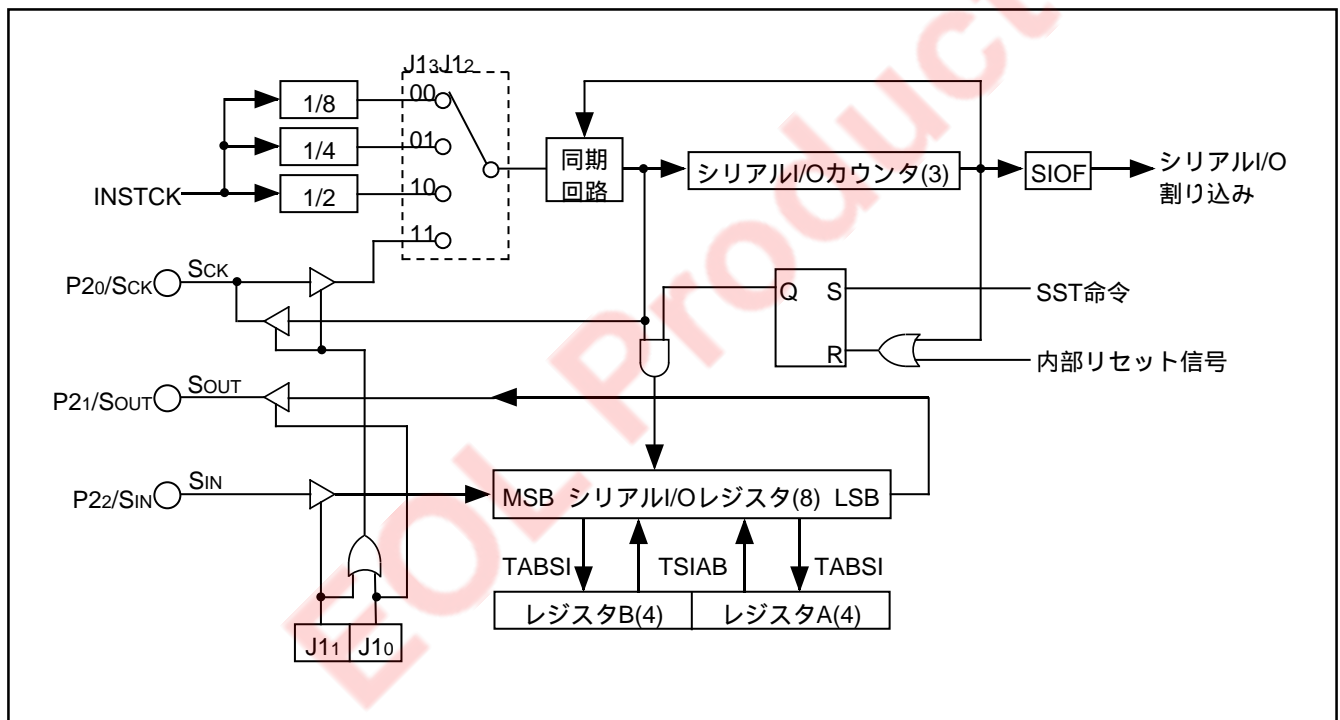 EOL Product
J13J12
00
1/8
01
1/4
同期
回路
シリアルI/Oカウンタ(3)
SIOF
シリアルI/O
割り込み
10
1/2
INSTCK
11
SCK
P20/SCK
Q
S
SST命令
R
内部リセット信号
SOUT
P21/SOUT
SIN
P22/SIN
MSB シリアルI/Oレジスタ(8) LSB
TABSI
TSIAB
TABSI
レジスタB(4)
レジスタA(4)
J11
J10